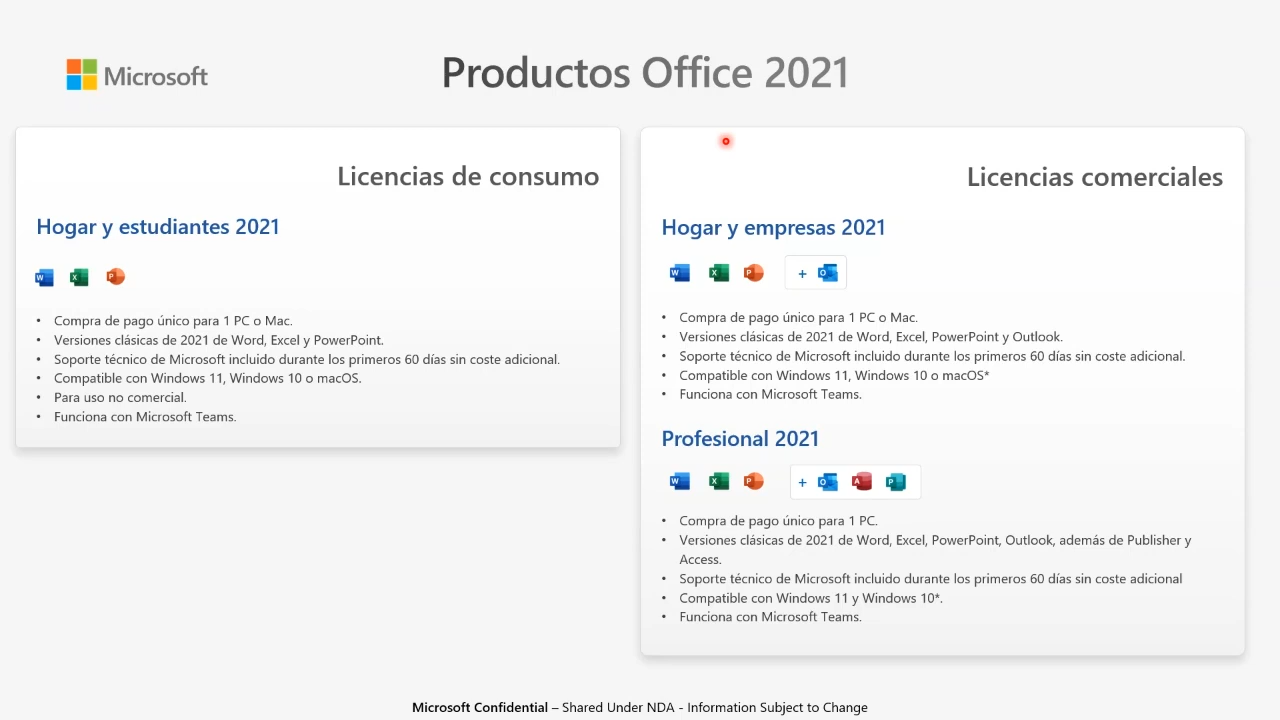 Microsoft
Productos Office 2021
Licencias de consumo
Hogar y estudiantes 2021
W X P
• Compra de pago único para 1 PC o Mac.
• Versiones clásicas de 2021 de Word, Excel y PowerPoint.
• Soporte técnico de Microsoft incluido durante los primeros 60 días sin coste adicional.
• Compatible con Windows 11, Windows 10 o macOS.
• Para uso no comercial.
• Funciona con Microsoft Teams.
Licencias comerciales
Hogar y empresas 2021
W X P + O
• Compra de pago único para 1 PC o Mac.
• Versiones clásicas de 2021 de Word, Excel, PowerPoint y Outlook.
• Soporte técnico de Microsoft incluido durante los primeros 60 días sin coste adicional.
• Compatible con Windows 11, Windows 10 o macOS*
• Funciona con Microsoft Teams.
Profesional 2021
W X P + O A P
• Compra de pago único para 1 PC.
• Versiones clásicas de 2021 de Word, Excel, PowerPoint, Outlook, además de Publisher y
Access.
• Soporte técnico de Microsoft incluido durante los primeros 60 días sin coste adicional
• Compatible con Windows 11 y Windows 10*.
• Funciona con Microsoft Teams.
Microsoft Confidential – Shared Under NDA - Information Subject to Change